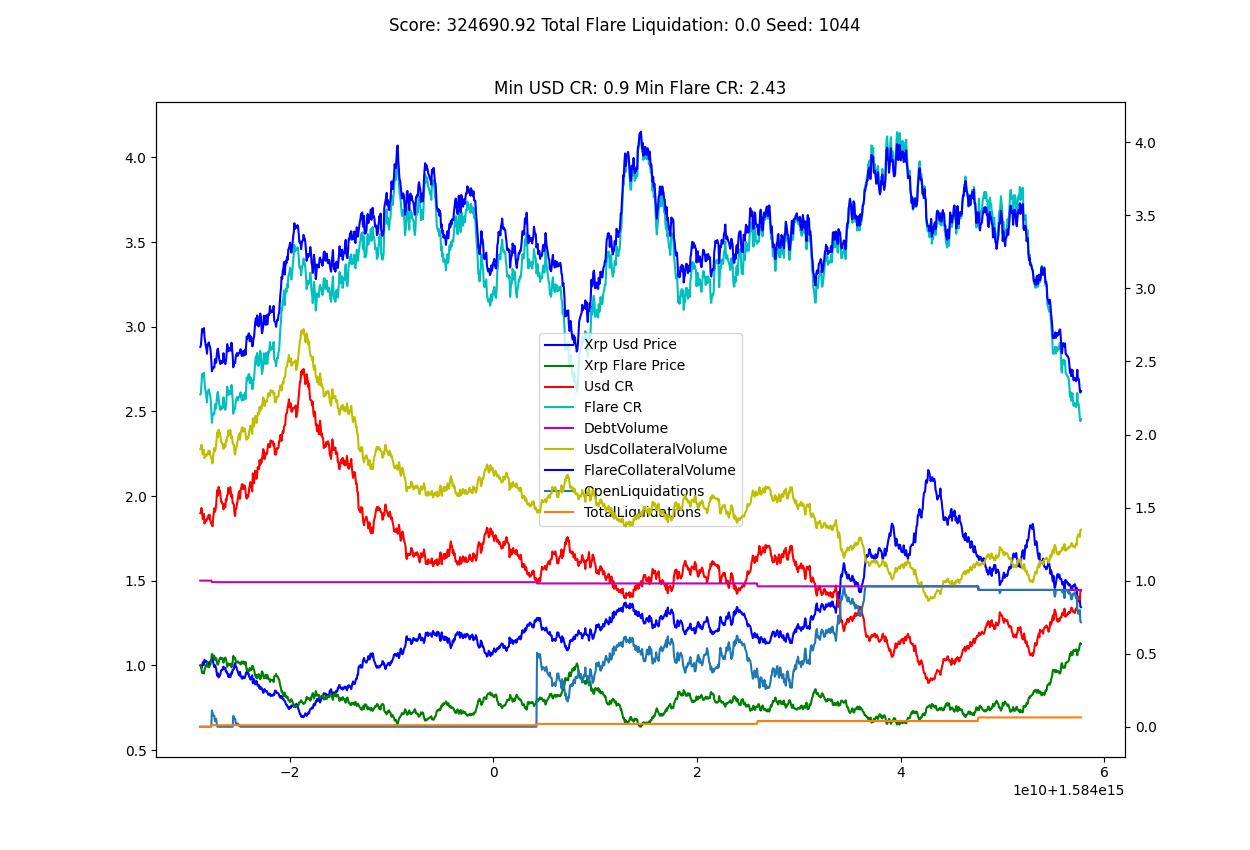 Score: 324690.92 Total Flare Liquidation: 0.0 Seed: 1044
Min USD CR: 0.9 Min Flare CR: 2.43
4.0
3.5
3.0
2.5
2.0
1.5
1.0
0.5
4.0
3.5
3.0
2.5
2.0
1.5
1.0
0.5
0.0
Xrp Usd Price
Xrp Flare Price
Usd CR
Flare CR
DebtVolume
UsdCollateralVolume
FlareCollateralVolume
OpenLiquidations
TotalLiquidations
−2 0 2 4 6
1e10+1.584e15